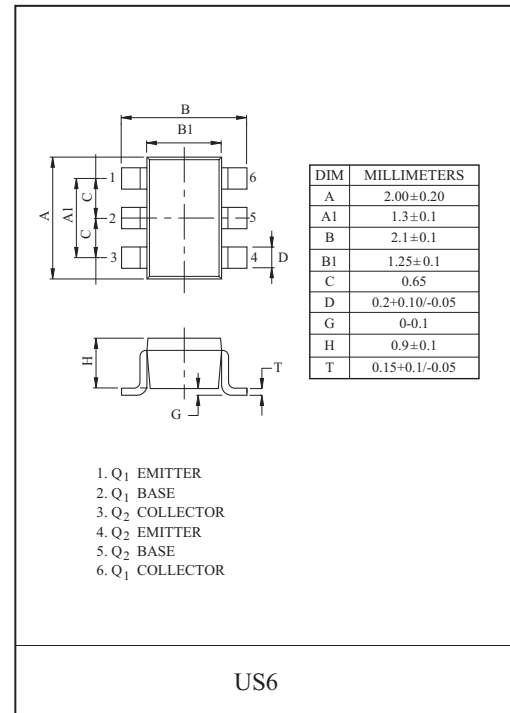 B
B1
1 6
A A1 C
2 5
C
3 4 D
DIM MILLIMETERS
A 2.00±0.20
A1 1.3±0.1
B 2.1±0.1
B1 1.25±0.1
C 0.65
D 0.2+0.10/-0.05
G 0-0.1
H 0.9±0.1
T 0.15+0.1/-0.05
H T
G
1. Q1 EMITTER
2. Q1 BASE
3. Q2 COLLECTOR
4. Q2 EMITTER
5. Q2 BASE
6. Q1 COLLECTOR
US6